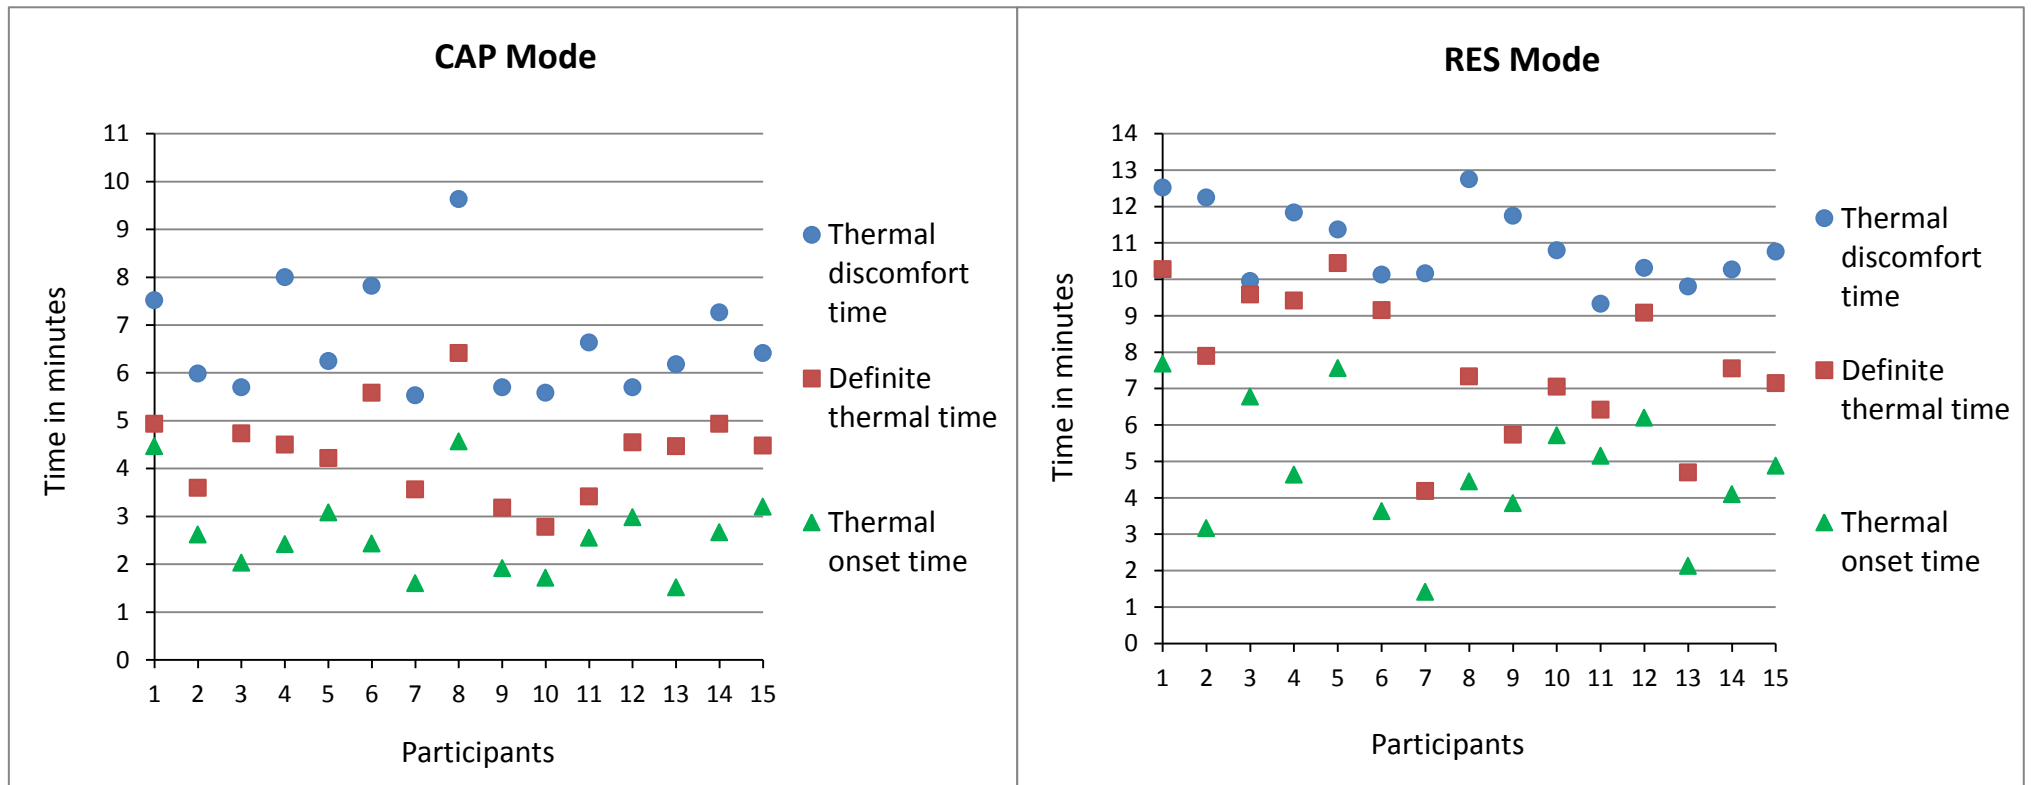 CAP Mode
11
10
9
8
7
6
5
4
3
2
1
0
1 2 3 4 5 6 7 8 9 10 11 12 13 14 15
Time in minutes
Participants
Thermal
discomfort
time
Definite
thermal time
Thermal
onset time
RES Mode
14
13
12
11
10
9
8
7
6
5
4
3
2
1
0
1 2 3 4 5 6 7 8 9 10 11 12 13 14 15
Time in minutes
Participants
Thermal
discomfort
time
Definite
thermal time
Thermal
onset time